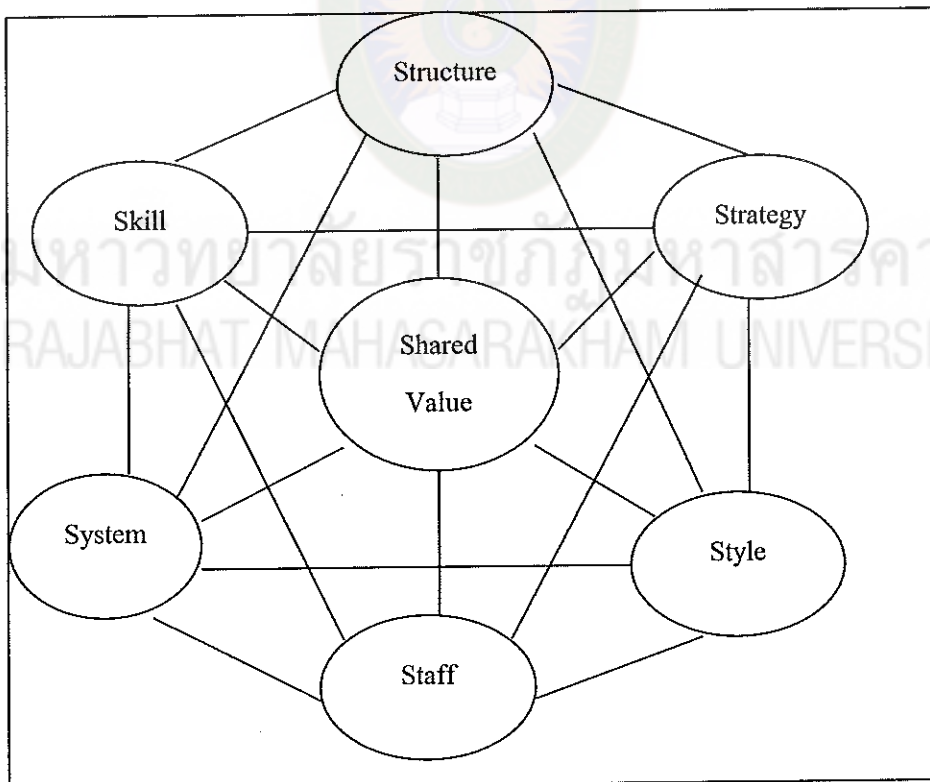 Structure
Skill
Strategy
มหาวิทยาลัยราชภัฏมหาสารคา
RAJABHAT MAHASARAKHAM UNIVERSI
Shared
Value
System
Style
Staff